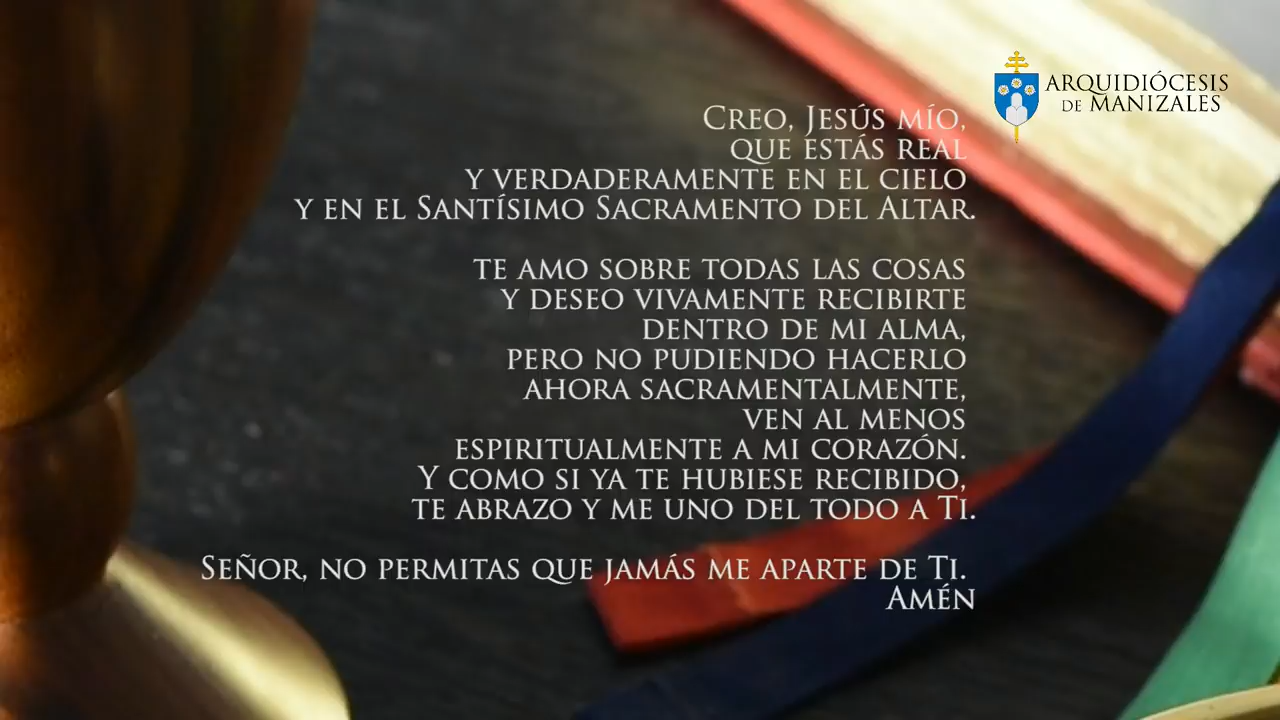 ARQUIDIÓCESIS
DE MANIZALES
CREO, JESÚS MÍO,
QUE ESTÁS REAL
Y VERDADERAMENTE EN EL CIELO
Y EN EL SANTÍSIMO SACRAMENTO DEL ALTAR.
TE AMO SOBRE TODAS LAS COSAS
Y DESEO VIVAMENTE RECIBIRTE
DENTRO DE MI ALMA,
PERO NO PUDIENDO HACERLO
AHORA SACRAMENTALMENTE,
VEN AL MENOS
ESPIRITUALMENTE A MI CORAZÓN.
Y COMO SI YA TE HUBIESE RECIBIDO,
TE ABRAZO Y ME UNO DEL TODO A TI.
SEÑOR, NO PERMITAS QUE JAMÁS ME APARTE DE TI.
AMÉN